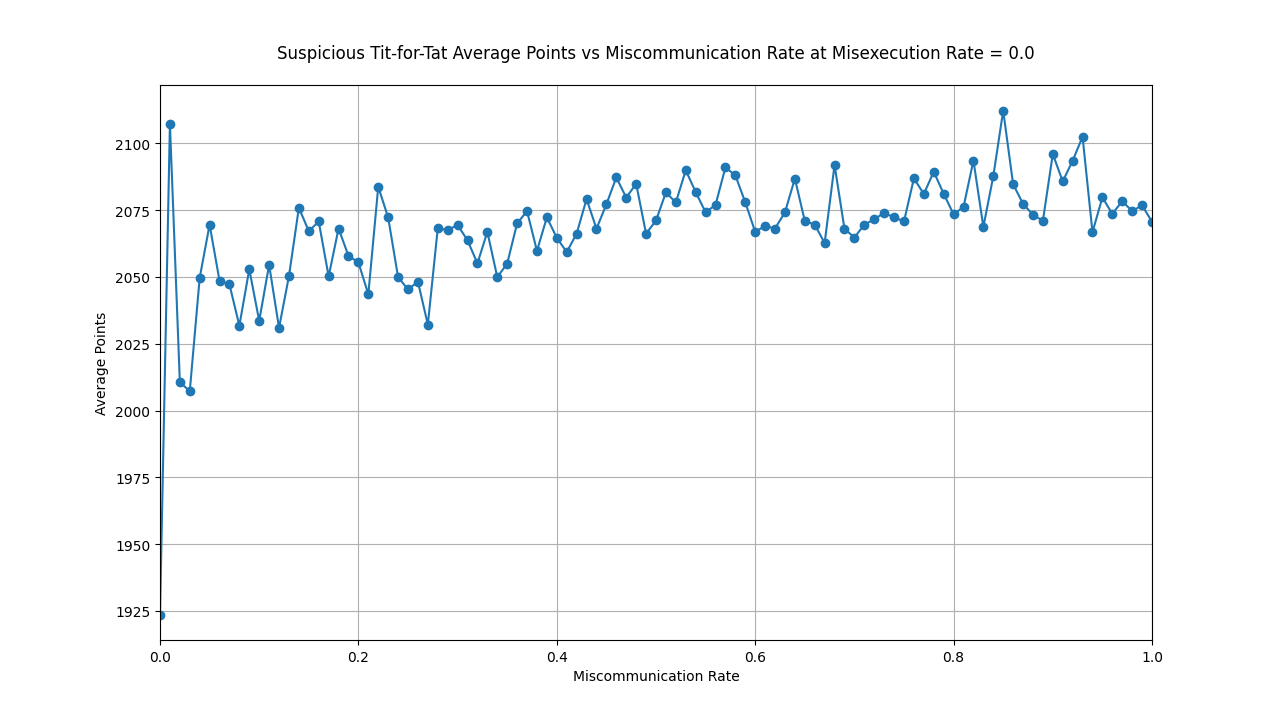 Suspicious Tit-for-Tat Average Points vs Miscommunication Rate at Misexecution Rate = 0.0
Average Points
2100
2075
2050
2025
2000
1975
1950
1925
0.0 0.2 0.4 0.6 0.8 1.0
Miscommunication Rate